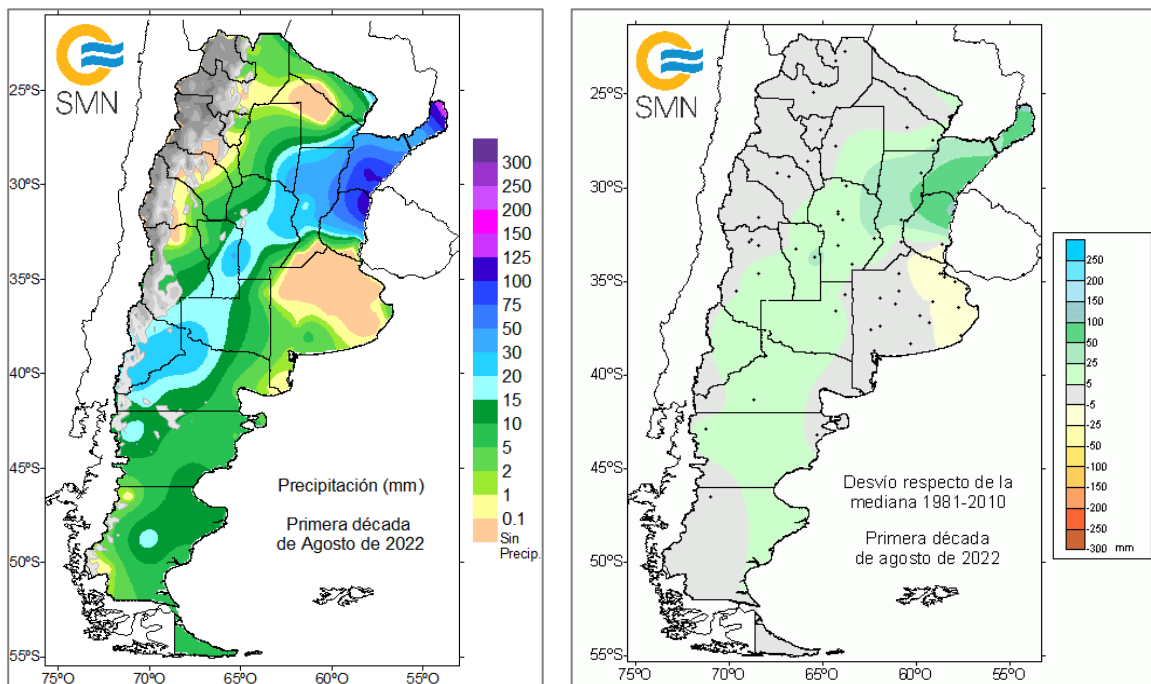 SMN
25ºS
30ºS
35ºS
40ºS
45ºS
50ºS
55ºS
75ºO
70ºO
65ºO
60ºO
55ºO
Precipitación (mm)
Primera década
de Agosto de 2022
300
250
200
150
125
100
75
50
30
20
15
10
5
2
1
0.1
Sin
Precip.
SMN
25ºS
30ºS
35ºS
40ºS
45ºS
50ºS
55ºS
75ºO
70ºO
65ºO
60ºO
55ºO
Desvío respecto de la
mediana 1981-2010
Primera década
de agosto de 2022
250
200
150
100
50
25
5
-5
-25
-50
-100
-150
-200
-250
-300 mm